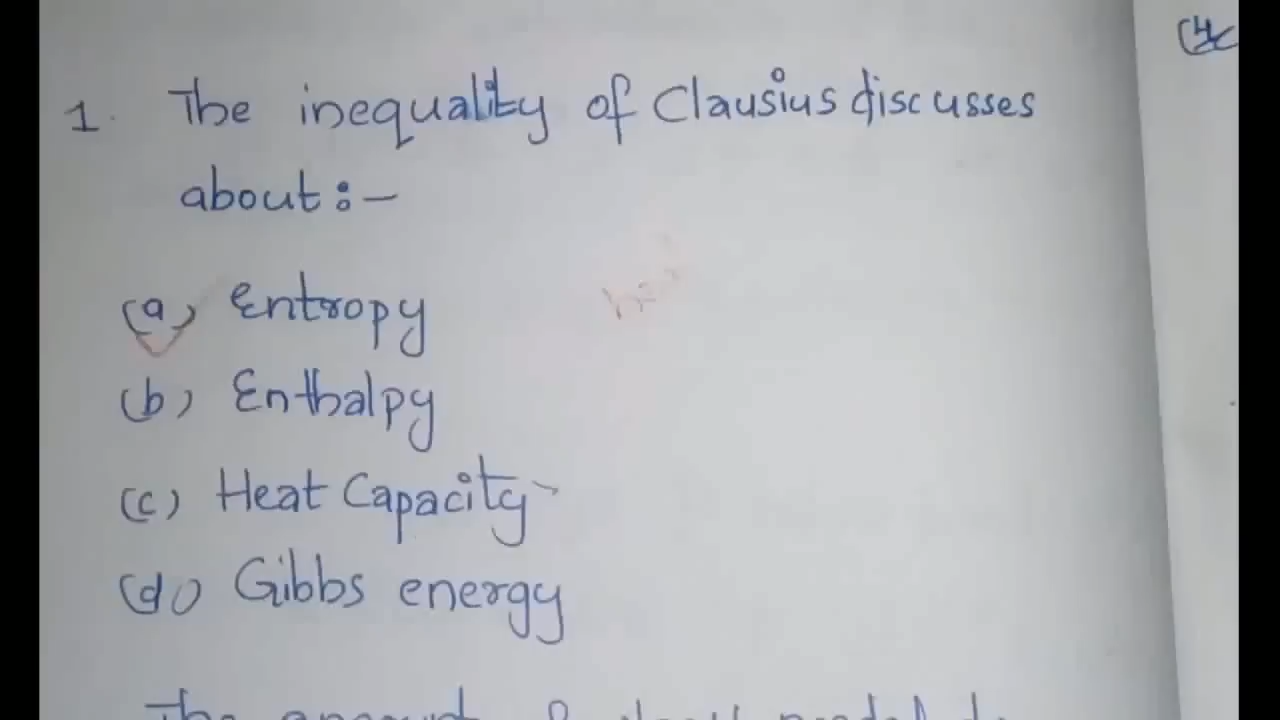 1. The inequality of Clausius discusses
about:-
(a) Entropy
(b) Enthalpy
(c) Heat Capacity
(d) Gibbs energy